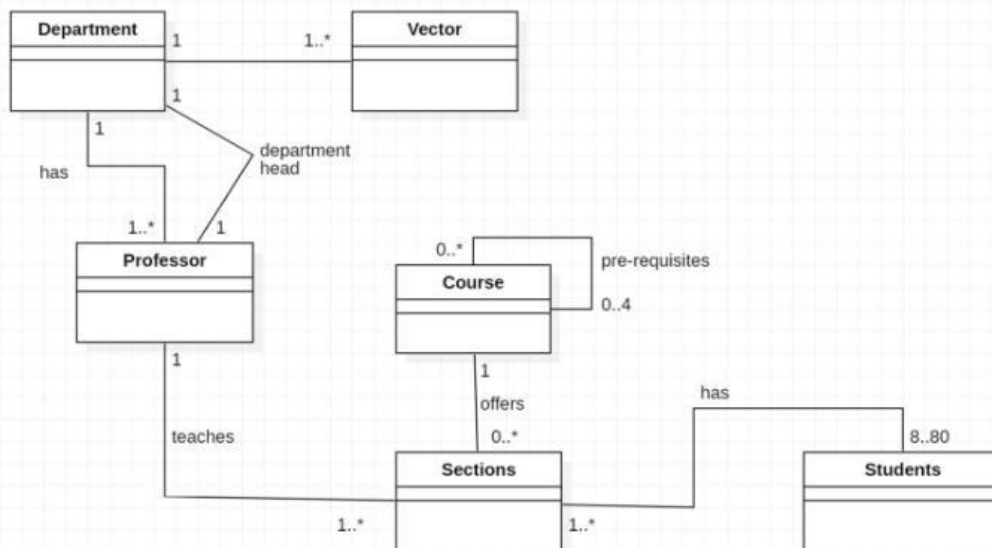 Department
1
1..*
Vector
1
1
department
head
has
1..*
1
Professor
0..*
pre-requisites
Course
0..4
1
1
offers
has
teaches
0..*
8..80
Sections
Students
1..*
1..*